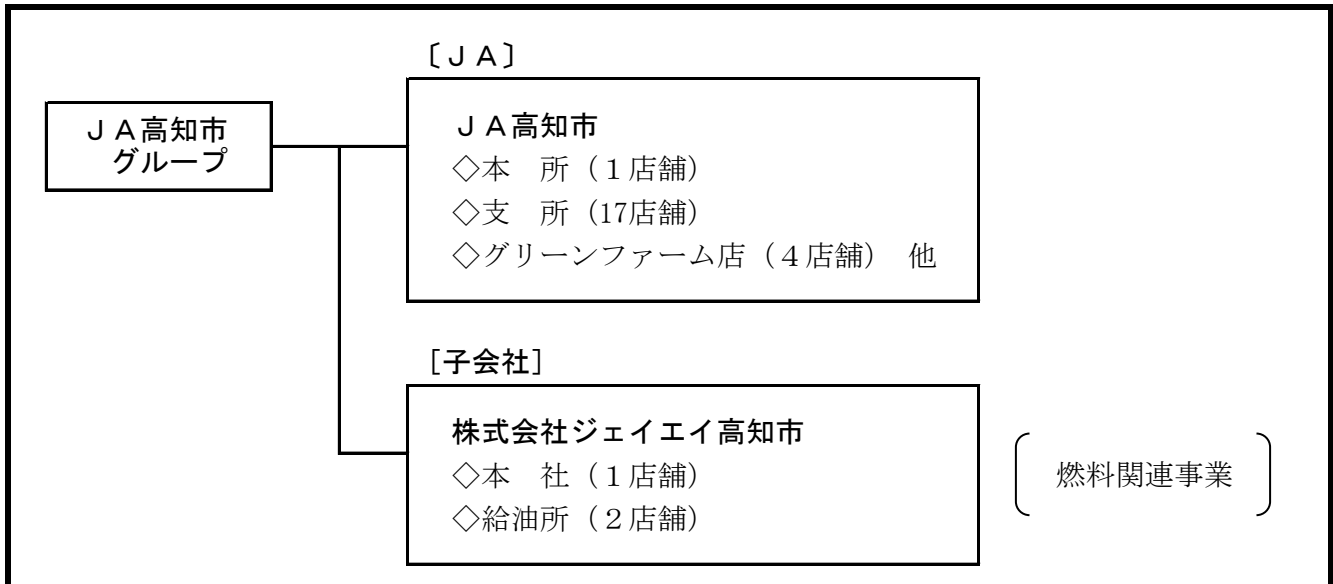 〔ＪＡ〕
ＪＡ高知市
グループ
ＪＡ高知市
◇本　所（１店舗）
◇支　所（17店舗）
◇グリーンファーム店（４店舗）　他
［子会社］
株式会社ジェイエイ高知市
◇本　社（１店舗）
◇給油所（２店舗）
燃料関連事業